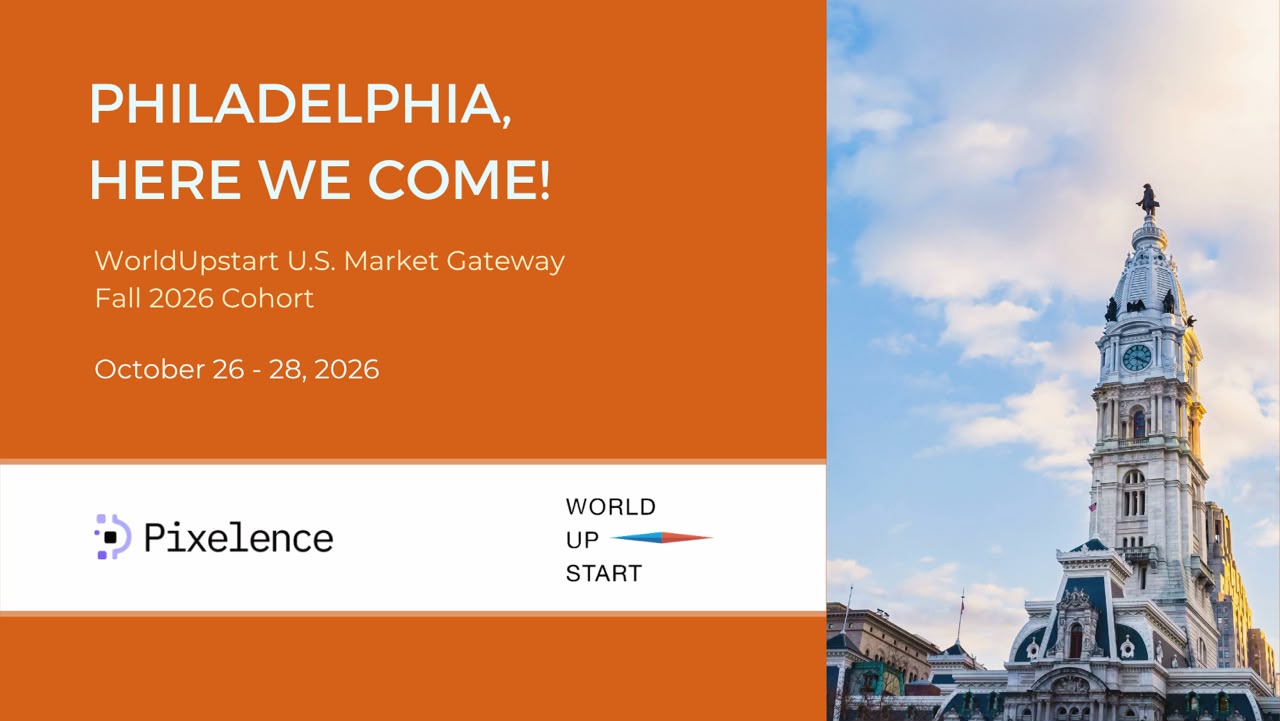 PHILADELPHIA,
HERE WE COME!
WorldUpstart U.S. Market Gateway
Fall 2026 Cohort
October 26 - 28, 2026
Pixelence
WORLD
UP
START